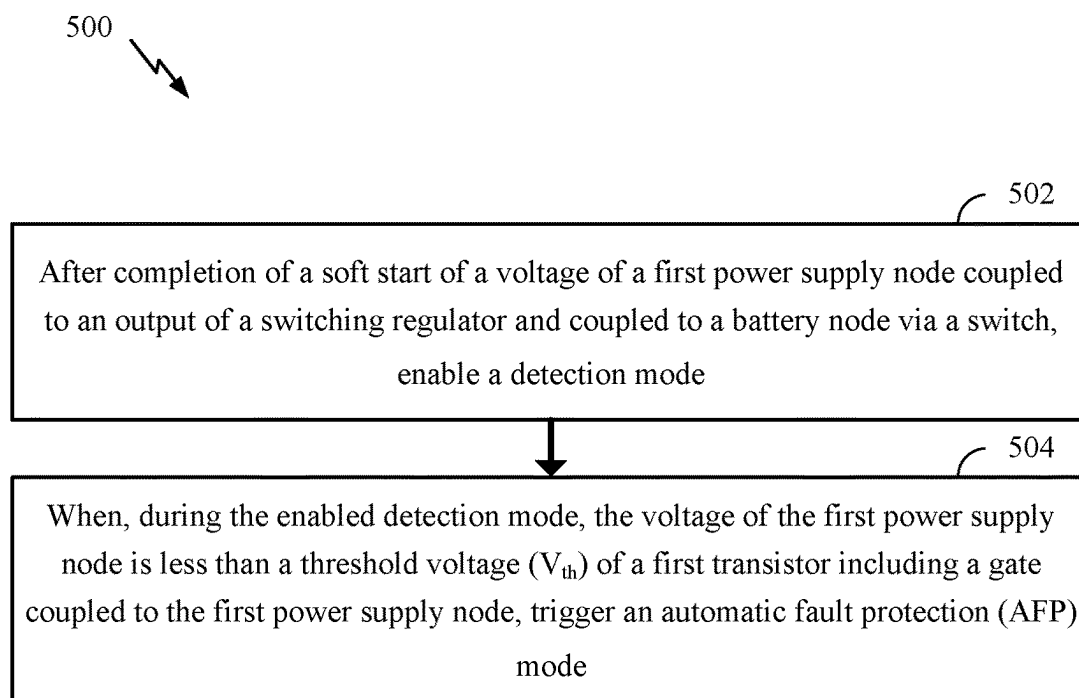 500
502
After completion of a soft start of a voltage of a first power supply node coupled
to an output of a switching regulator and coupled to a battery node via a switch,
enable a detection mode
504
When, during the enabled detection mode, the voltage of the first power supply
node is less than a threshold voltage (Vth) of a first transistor including a gate
coupled to the first power supply node, trigger an automatic fault protection (AFP)
mode